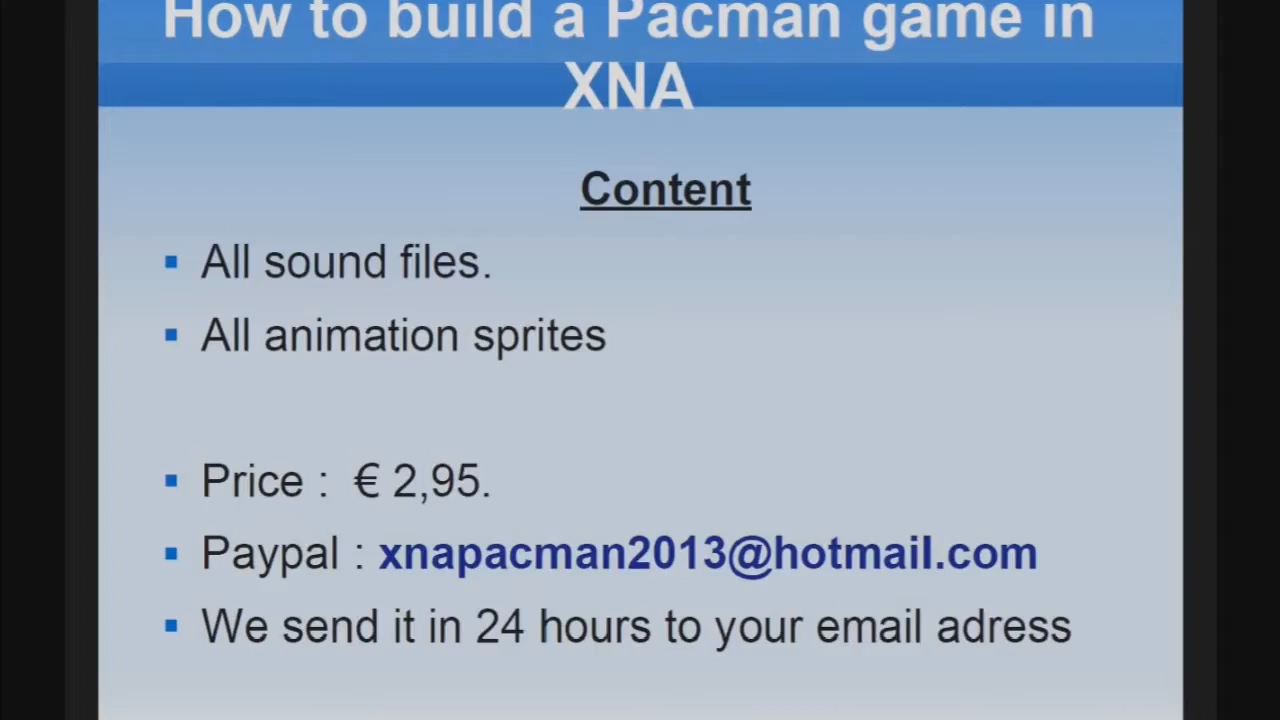 How to build a Pacman game in
XNA
Content
▪ All sound files.
▪ All animation sprites
▪ Price : € 2,95.
▪ Paypal : xnapacman2013@hotmail.com
▪ We send it in 24 hours to your email adress